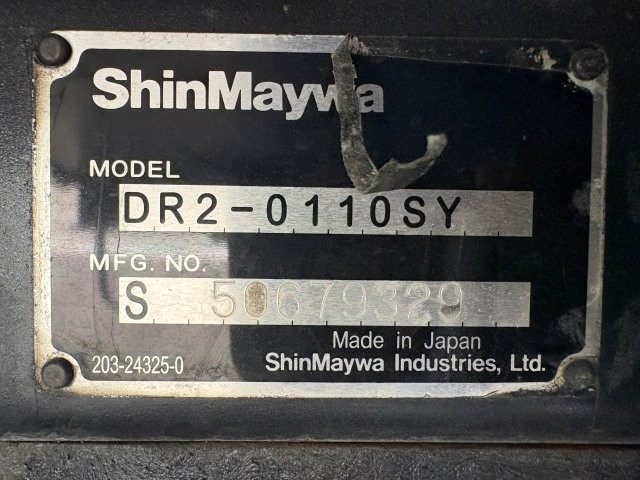 ShinMaywa
MODEL
DR2-0110SY
MFG. NO.
S 50679329
Made in Japan
203-24325-0
ShinMaywa Industries, Ltd.